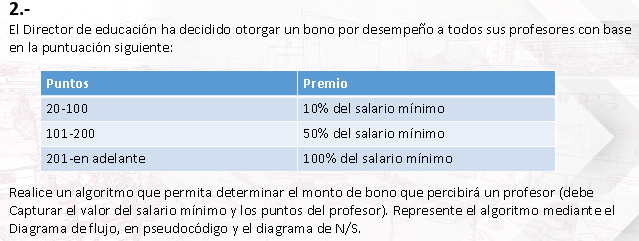 2.-
El Director de educación ha decidido otorgar un bono por desempeño a todos sus profesores con base
en la puntuación siguiente:
Puntos Premio
20-100 10% del salario mínimo
101-200 50% del salario mínimo
201-en adelante 100% del salario mínimo
Realice un algoritmo que permita determinar el monto de bono que percibirá un profesor (debe
Capturar el valor del salario mínimo y los puntos del profesor). Represente el algoritmo mediante el
Diagrama de flujo, en pseudocódigo y el diagrama de N/S.